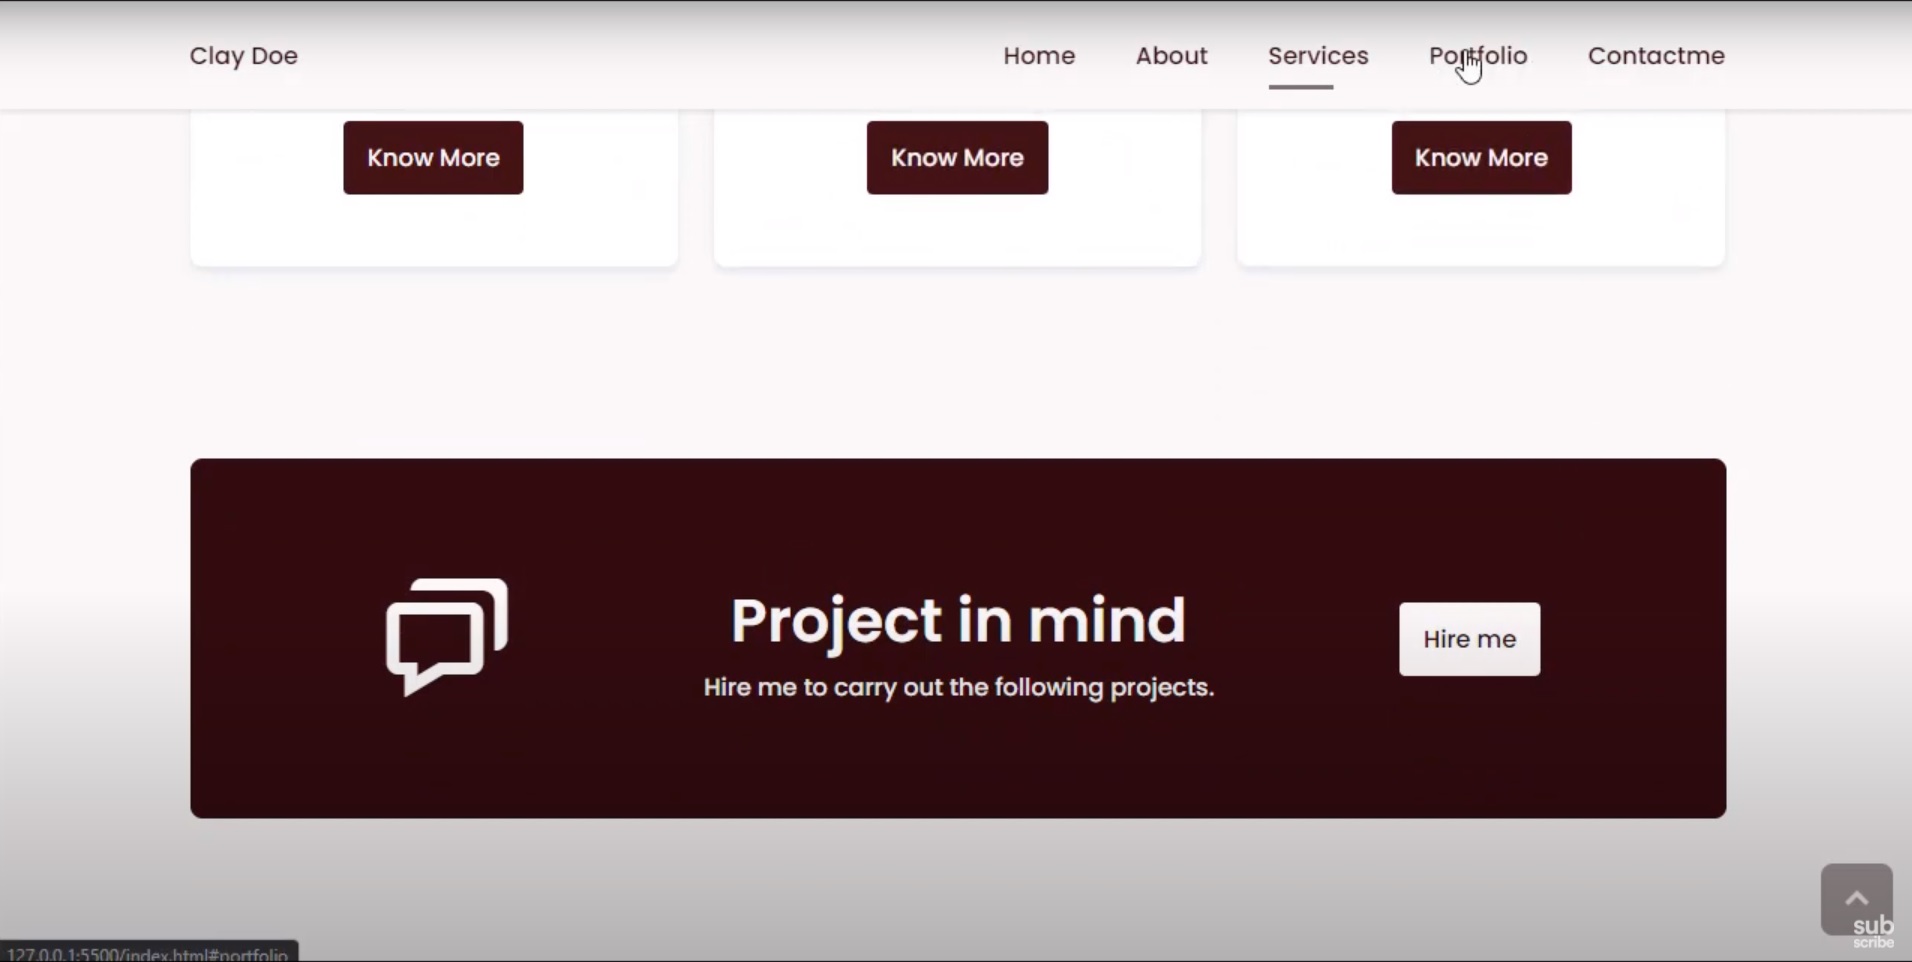 Clay Doe
Home About Services Portfolio Contactme
Know More Know More Know More
Project in mind
Hire me to carry out the following projects.
Hire me
sub
scribe
127.0.0.1:5500/index.html#portfolio